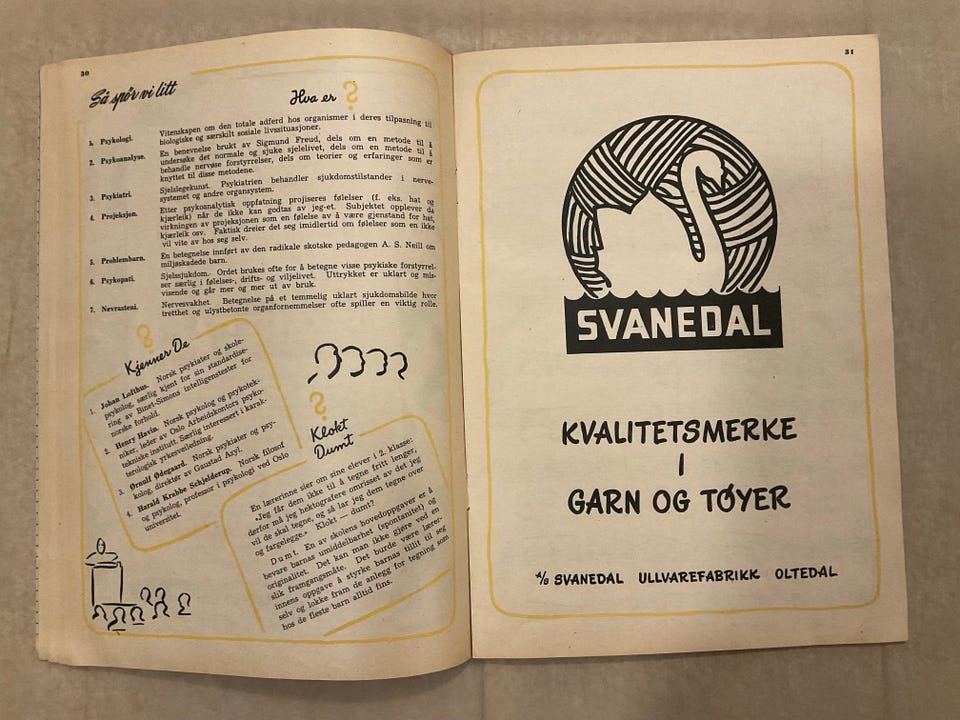 30
Så spør vi litt
Hva er ?
1. Psykologi. Vitenskapen om den totale adferd hos organismer i deres tilpasning til
biologiske og særskilt sosiale livssituasjoner.
2. Psykoanalyse. En benevnelse brukt av Sigmund Freud, dels om en metode til å
undersøke det normale og sjuke sjelelivet, dels om en metode til å
behandle nervøse forstyrrelser, dels om teorier og erfaringer som er
knyttet til disse metodene.
3. Psykiatri. Sjelslegekunst. Psykiatrien behandler sjukdomstilstander i nerve-
systemet og andre organsystem.
4. Projeksjon. Etter psykoanalytisk oppfatning projiseres følelser (f. eks. hat og
kjærleik) når de ikke kan godtas av jeg-et. Subjektet opplever da
virkningen av projeksjonen som en følelse av å være gjenstand for hat,
kjærleik osv. Faktisk dreier det seg imidlertid om følelser som en ikke
vil vite av hos seg selv.
5. Problembarn. En betegnelse innført av den radikale skotske pedagogen A. S. Neill om
miljøskadede barn.
6. Psykopati. Sjelssjukdom. Ordet brukes ofte for å betegne visse psykiske forstyrrel-
ser særlig i følelses-, drifts- og viljelivet. Uttrykket er uklart og mis-
visende og går mer og mer ut av bruk.
7. Nevrasteni. Nervesvakhet. Betegnelse på et temmelig uklart sjukdomsbilde hvor
tretthet og ulystbetonte organfornemmelser ofte spiller en viktig rolle.
?
Kjenner De
1. Johan Lofthus. Norsk psykiater og skole-
psykolog, særlig kjent for sin standardise-
ring av Binet-Simons intelligenstester for
norske forhold.
2. Henry Havin. Norsk psykolog og psykotek-
niker, leder av Oslo Arbeidskontors psyko-
tekniske institutt. Særlig interessert i karak-
terologisk yrkesveiledning.
3. Ørnulf Ødegaard. Norsk psykiater og psy-
kolog, direktør av Gaustad Asyl.
4. Harald Krabbe Schjelderup. Norsk filosof
og psykolog, professor i psykologi ved Oslo
universitet.
????
?
Klokt
Dumt
En lærerinne sier om sine elever i 2. klasse:
«Jeg får dem ikke til å tegne fritt lenger,
derfor må jeg hektografere omrisset av det jeg
vil de skal tegne, og så lar jeg dem tegne over
og fargelegge.» Klokt — dumt?
Dumt. En av skolens hovedoppgaver er å
bevare barnas umiddelbarhet (spontanitet) og
originalitet. Det kan man ikke gjøre ved en
slik framgangsmåte. Det burde være lærer-
innens oppgave å styrke barnas tillit til seg
selv og lokke fram de anlegg for tegning som
hos de fleste barn alltid fins.
31
SVANEDAL
KVALITETSMERKE
I
GARN OG TØYER
A/S SVANEDAL ULLVAREFABRIKK OLTEDAL